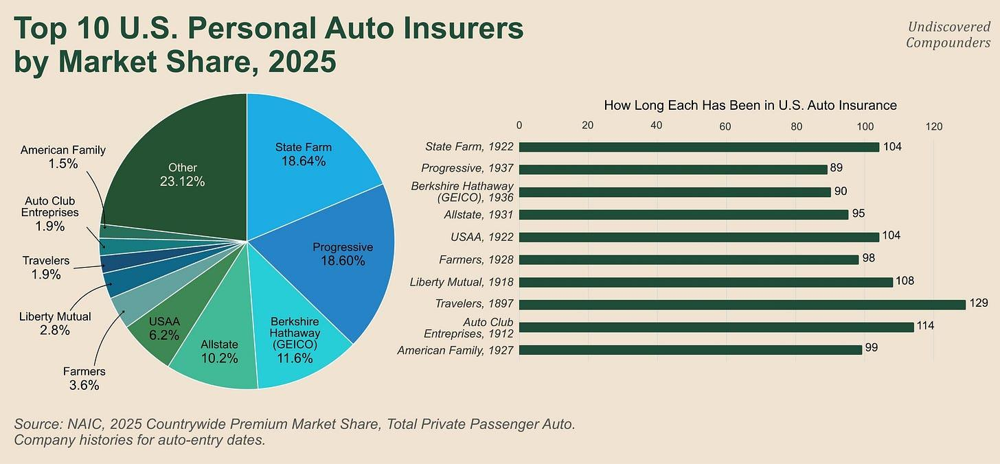 Top 10 U.S. Personal Auto Insurers
by Market Share, 2025
Undiscovered
Compounders
State Farm
18.64%
Progressive
18.60%
Berkshire
Hathaway
(GEICO)
11.6%
Allstate
10.2%
USAA
6.2%
Farmers
3.6%
Liberty Mutual
2.8%
Travelers
1.9%
Auto Club
Entreprises
1.9%
American Family
1.5%
Other
23.12%
How Long Each Has Been in U.S. Auto Insurance
0 20 40 60 80 100 120
State Farm, 1922 104
Progressive, 1937 89
Berkshire Hathaway
(GEICO), 1936 90
Allstate, 1931 95
USAA, 1922 104
Farmers, 1928 98
Liberty Mutual, 1918 108
Travelers, 1897 129
Auto Club
Entreprises, 1912 114
American Family, 1927 99
Source: NAIC, 2025 Countrywide Premium Market Share, Total Private Passenger Auto.
Company histories for auto-entry dates.